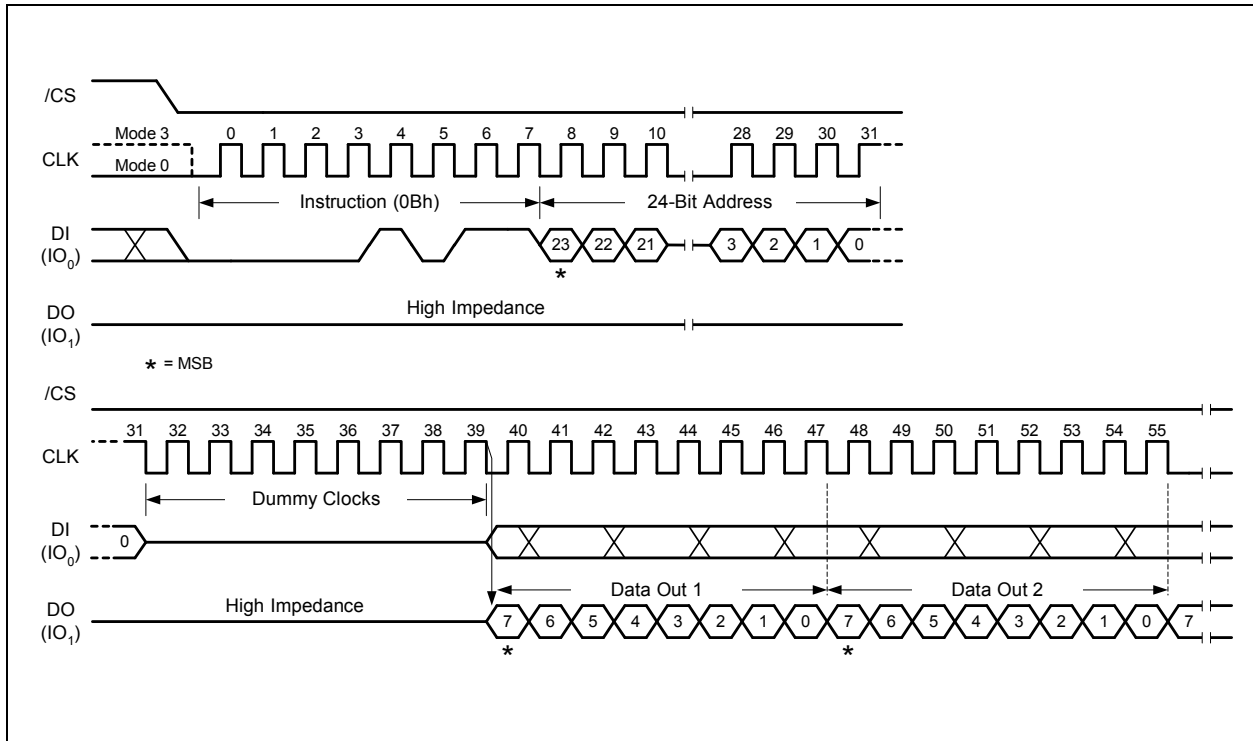 /CS
Mode 3 0 1 2 3 4 5 6 7 8 9 10 28 29 30 31
CLK
Mode 0
Instruction (0Bh) 24-Bit Address
DI
(IO0)
23 22 21 3 2 1 0
*
DO
(IO1)
High Impedance
* = MSB
/CS
31 32 33 34 35 36 37 38 39 40 41 42 43 44 45 46 47 48 49 50 51 52 53 54 55
CLK
Dummy Clocks
DI
(IO0)
0
Data Out 1 Data Out 2
DO
(IO1)
High Impedance
7 6 5 4 3 2 1 0 7 6 5 4 3 2 1 0 7
* *